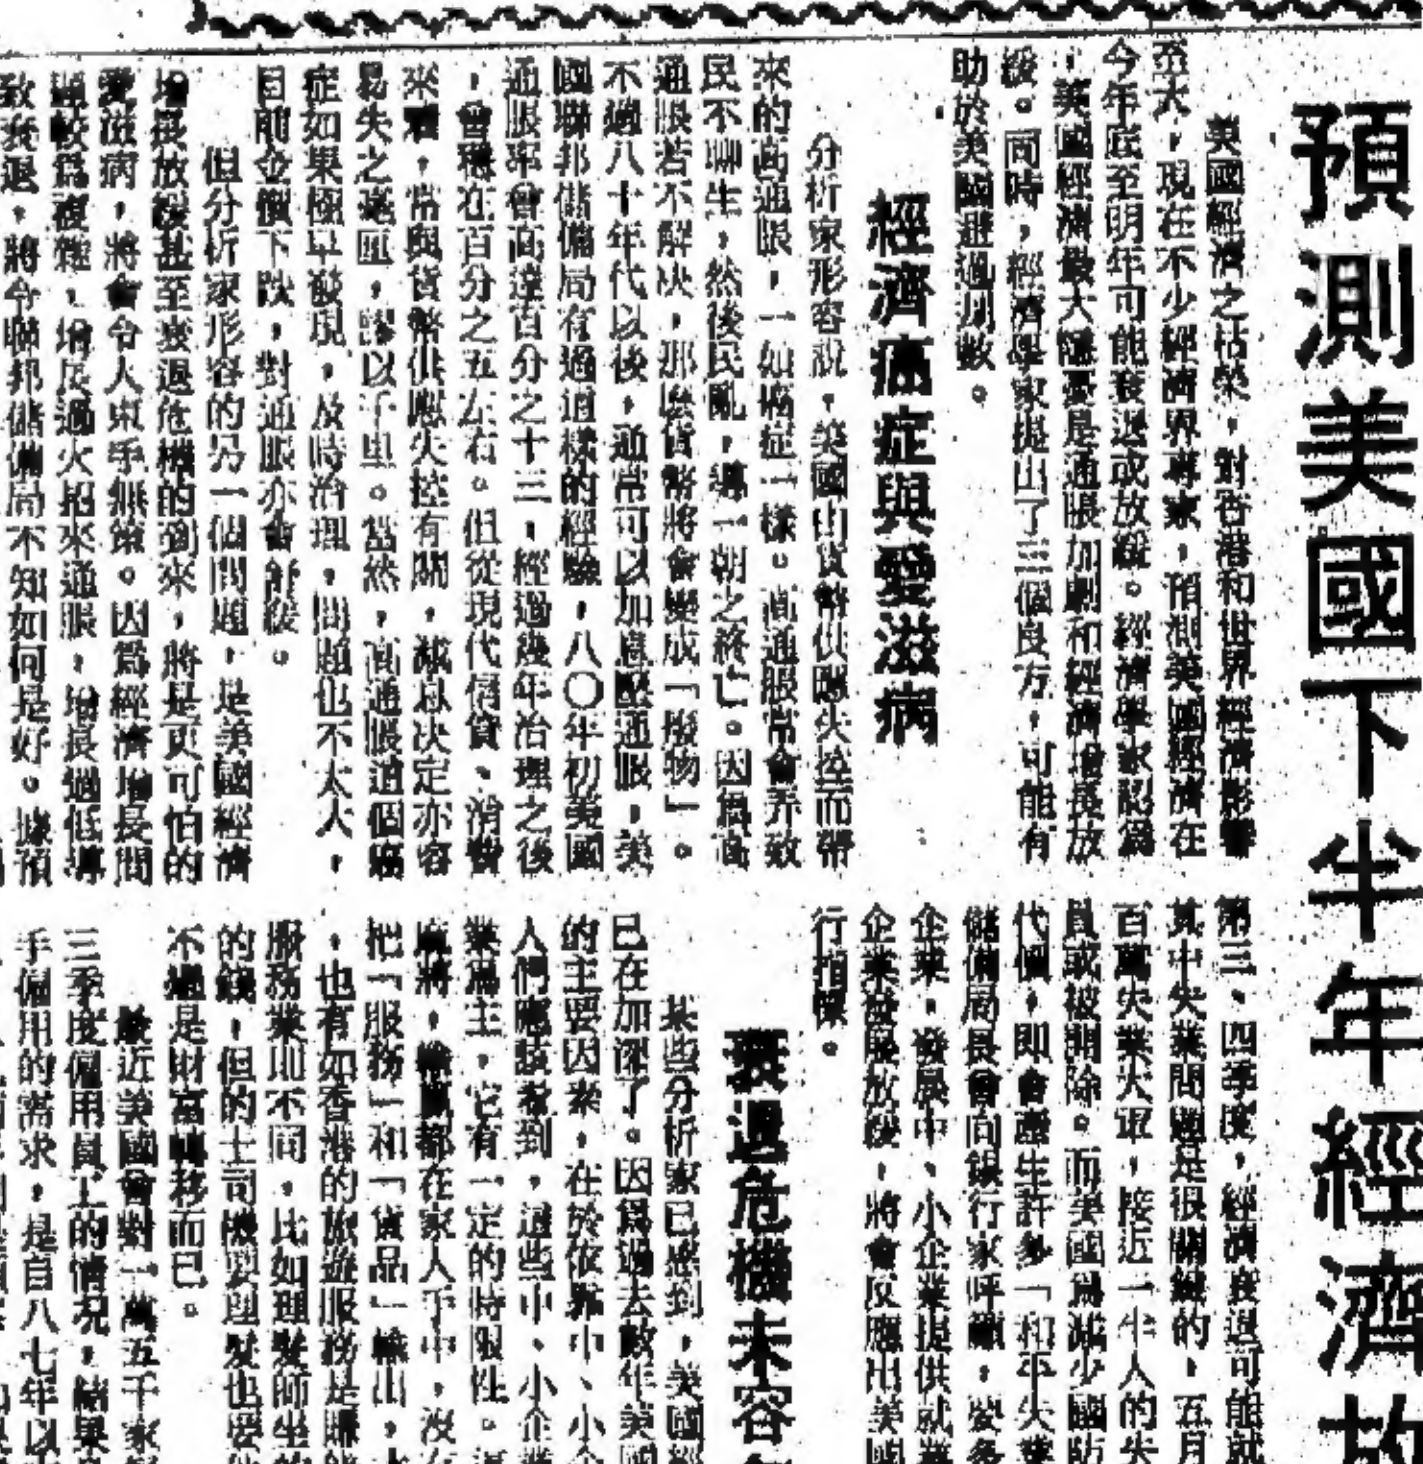 預測美國下半年經濟放
美國經濟之枯榮，對香港和世界經濟影響
至大，現在不少經濟界專家，預測美國經濟在
今年底至明年可能衰退或放緩。經濟學家認為
，美國經濟最大隱憂是通脹加劇和經濟增長放
緩。同時，經濟學家提出了三個良方，可能有
助於美國避過劫數。
經濟癌症與愛滋病
分析家形容說，美國由貨幣供應失控而帶
來的高通脹，一如癌症一樣。高通脹常會弄致
民不聊生，然後民亂，導一朝之終亡。因爲高
通脹若不解決，那麽貨幣將會變成「廢物」。
不過八十年代以後，通常可以加息壓通脹，美
國聯邦儲備局有過這樣的經驗，八〇年初美國
通脹率會高達百分之十三，經過幾年治理之後
，會穩在百分之五左右。但從現代信貸、消費
來看，常與貨幣供應失控有關，減息決定亦容
易失之毫匣，謬以千里。當然，高通脹這個癌
症如果極早發現，及時治理，問題也不太大，
目前金價下跌，對通脹亦會舒緩。
但分析家形容的另一個問題，是美國經濟
增長放緩甚至衰退危機的到來，將是更可怕的
愛滋病，將會令人束手無策。因爲經濟增長問
題較爲複雜，增長過火招來通脹，增長過低導
致衰退，將令聯邦儲備局不知如何是好。據預
第三、四季度，經濟衰退可能就
其中失業問題是很關鍵的，五月
百萬失業大軍，接近一半人的失
員或被開除。而美國爲減少國防
代價，即會產生許多「和平失業
儲備局長會向銀行家呼籲，要多
企業，發展中、小企業提供就業
企業發展放緩，將會反應出美國
行指標。
衰退危機未容
某些分析家已感到，美國經
已在加深了。因爲過去數年美國
的主要因素，在於依靠中、小企
人們應該看到，這些中、小企業
業爲主，它有一定的時限性。
麻將，輸贏都在家人手中，沒有
把「服務」和「貨品」輸出，
，也有如香港的旅遊服務是賺
服務業則不同，比如理髮師坐的
的錢，但的士司機要理髮也要
不過是財富轉移而已。
最近美國會對一萬五千家
三季度僱用員工的情況，結果
手僱用的需求，是自八七年以